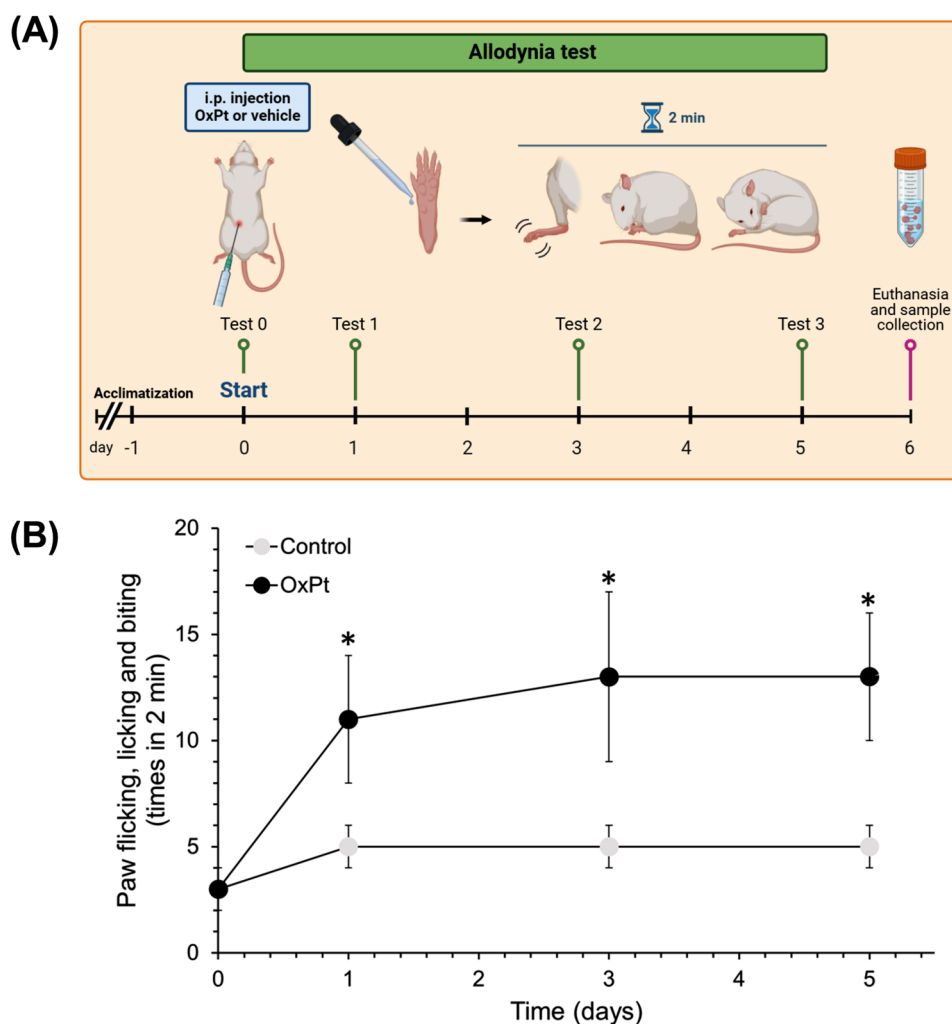 (A)
Allodynia test
i.p. injection
OxPt or vehicle
2 min
Euthanasia
and sample
collection
Test 0
Test 1
Test 2
Test 3
Start
Acclimatization
day -1 0 1 2 3 4 5 6
(B)
Paw flicking, licking and biting
(times in 2 min)
20
15
10
5
0
Control
OxPt
*
*
*
0 1 2 3 4 5
Time (days)